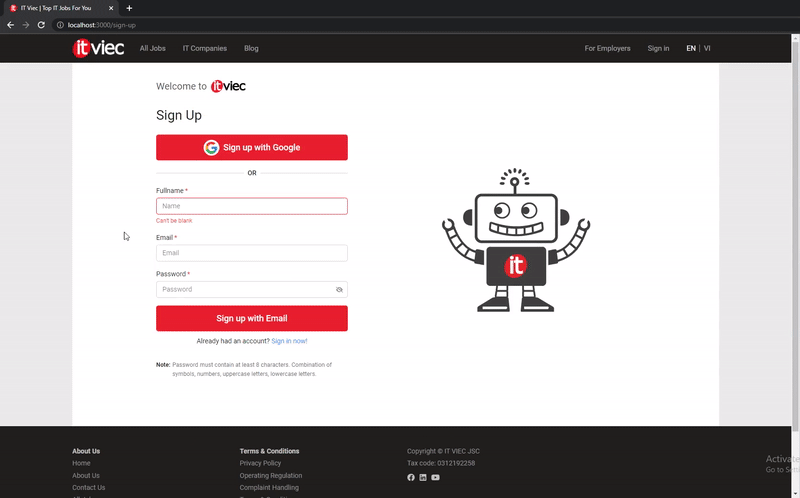 IT Viec | Top IT Jobs For You
localhost:3000/sign-up
it viec
All Jobs
IT Companies
Blog
For Employers
Sign in
EN | VI
Welcome to it viec
Sign Up
Sign up with Google
OR
Fullname *
Name
Can't be blank
Email *
Email
Password *
Password
Sign up with Email
Already had an account? Sign in now!
Note: Password must contain at least 8 characters. Combination of
symbols, numbers, uppercase letters, lowercase letters.
it
About Us
Home
About Us
Contact Us
Terms & Conditions
Privacy Policy
Operating Regulation
Complaint Handling
Copyright © IT VIEC JSC
Tax code: 0312192258
Activate
Go to